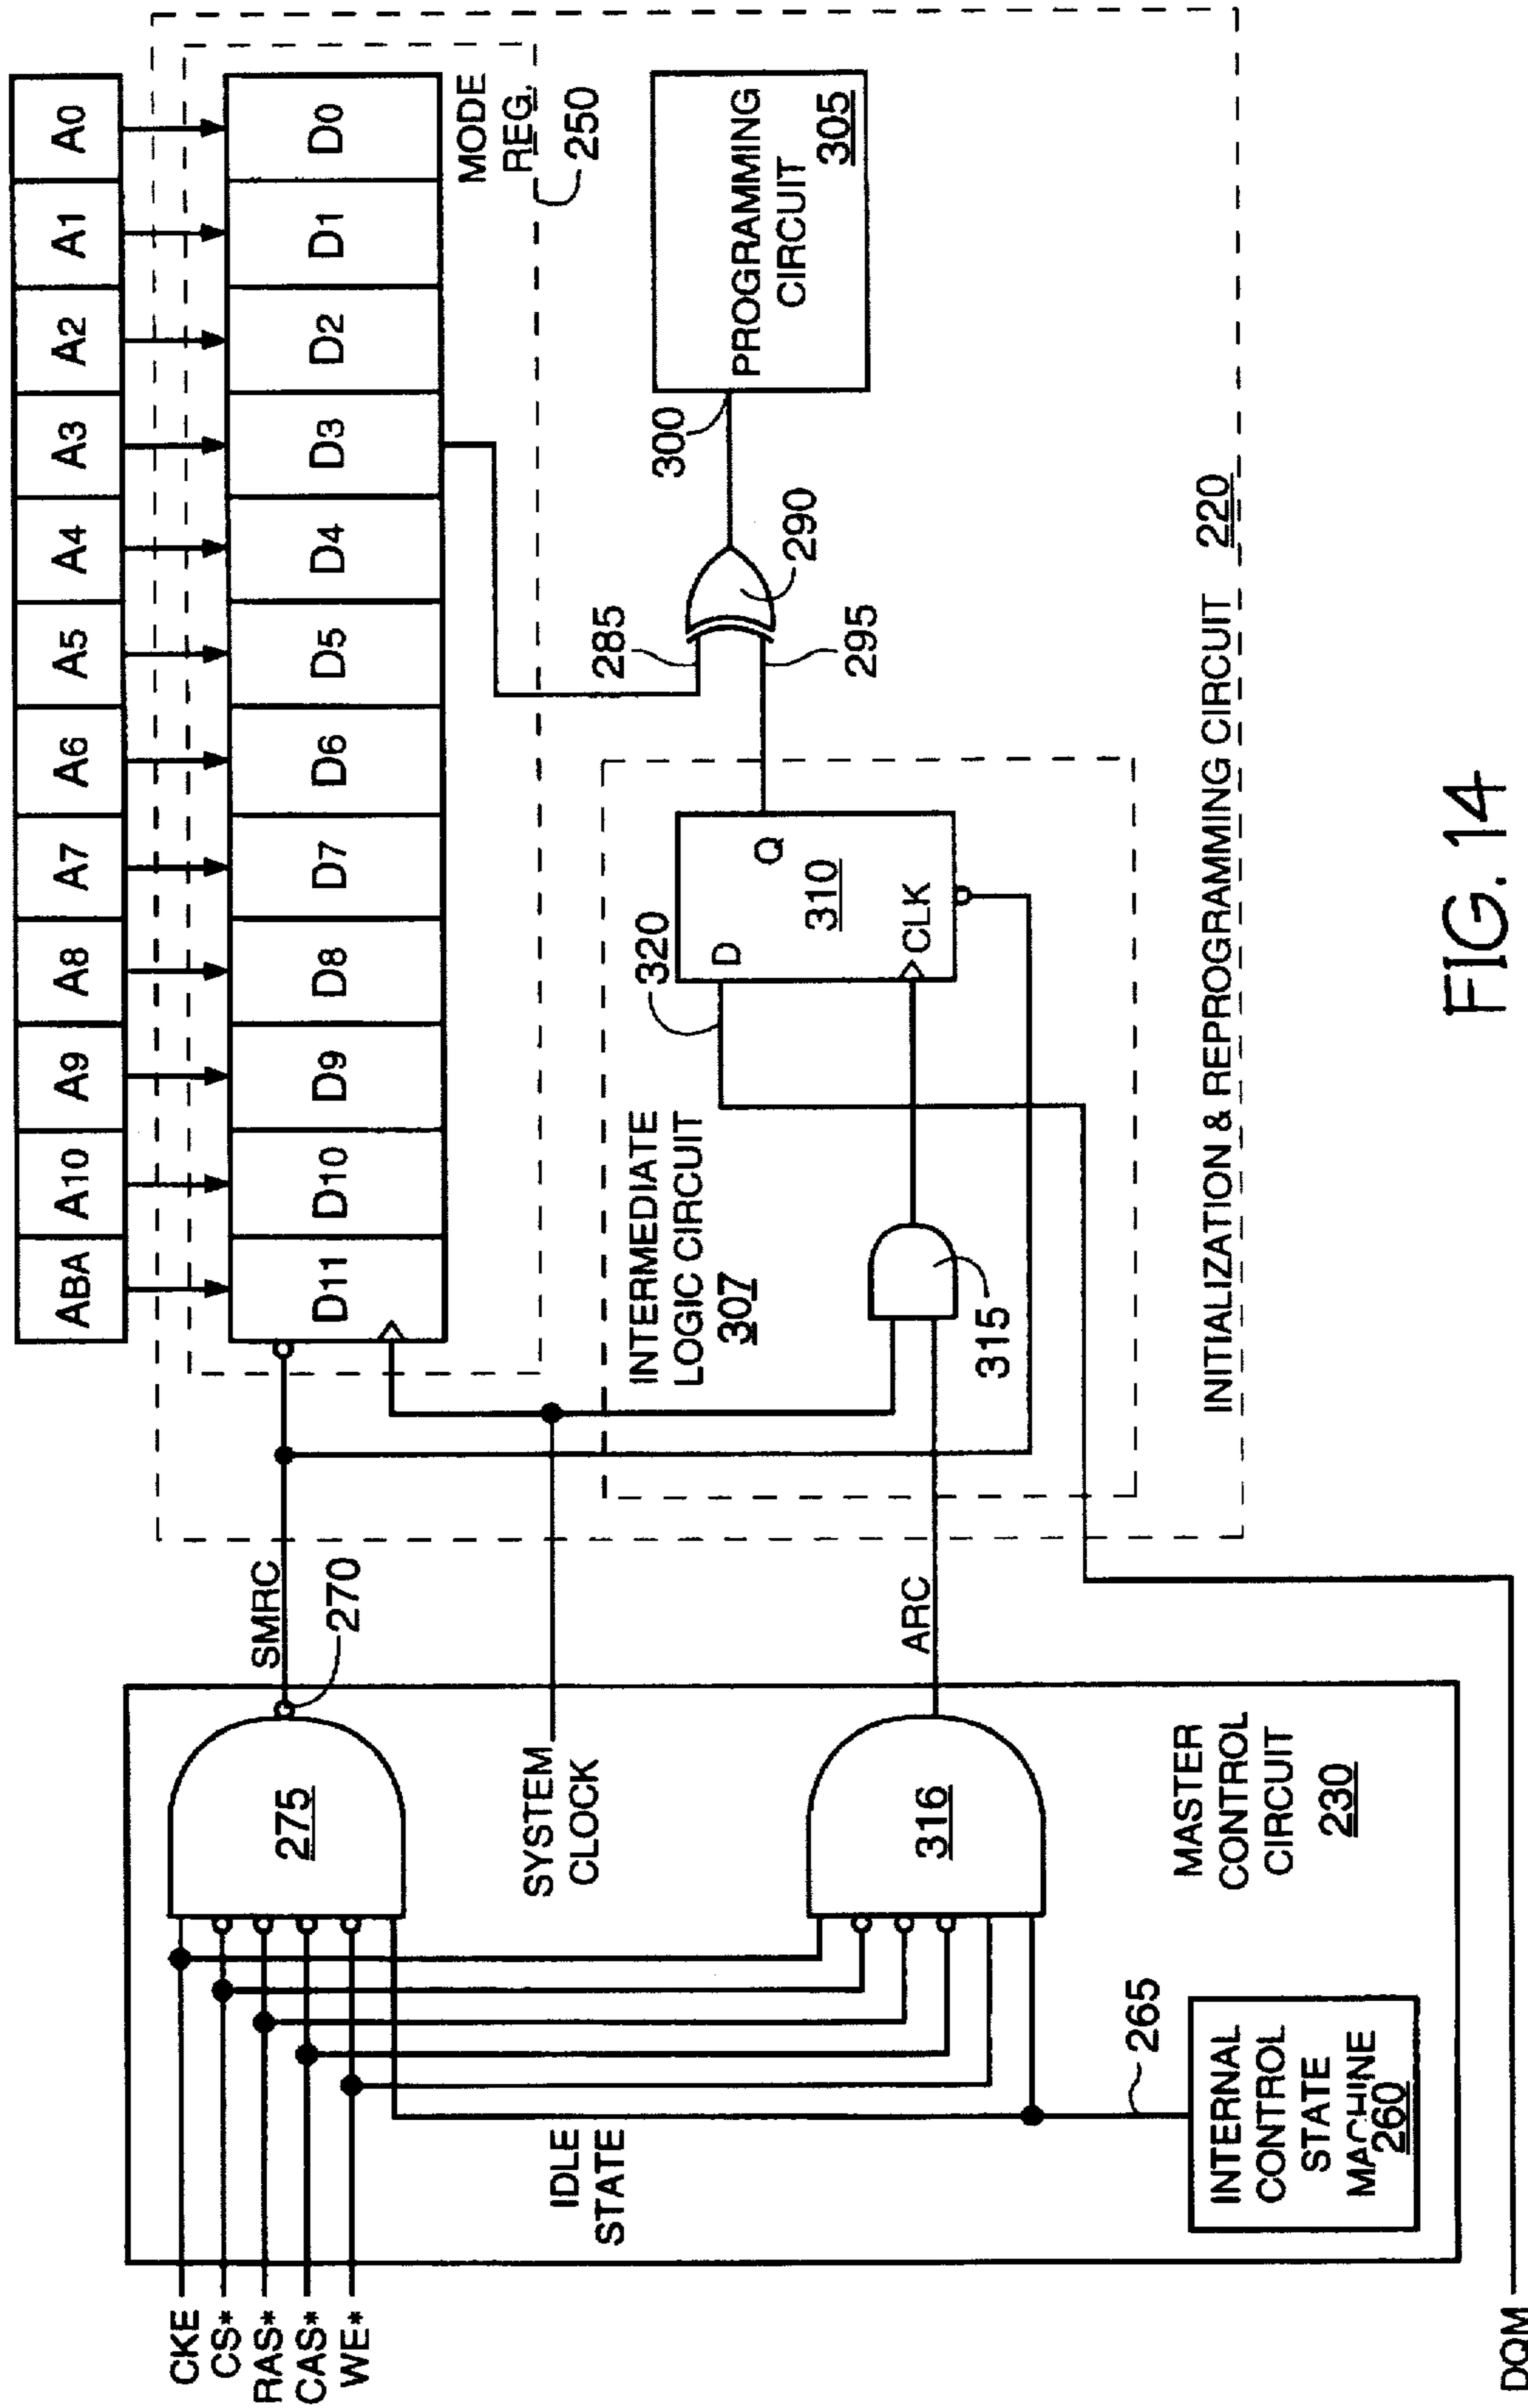 ABA A10 A9 A8 A7 A6 A5 A4 A3 A2 A1 A0
D11 D10 D9 D8 D7 D6 D5 D4 D3 D2 D1 D0
MODE
REG.
250
CKE
CS*
RAS*
CAS*
WE*
275
270
SMRC
SYSTEM
CLOCK
IDLE
STATE
316
ARC
265
INTERNAL
CONTROL
STATE
MACHINE
260
MASTER
CONTROL
CIRCUIT
230
DQM
INTERMEDIATE
LOGIC CIRCUIT
307
315
320
D
Q
310
CLK
285
290
295
300
PROGRAMMING
CIRCUIT
305
INITIALIZATION & REPROGRAMMING CIRCUIT 220
FIG. 14